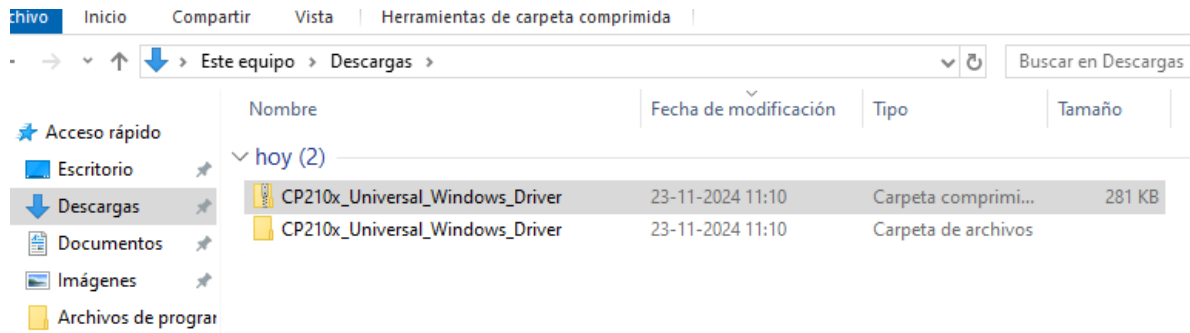 chivo Inicio Compartir Vista Herramientas de carpeta comprimida
Este equipo > Descargas > Buscar en Descargas
Nombre Fecha de modificación Tipo Tamaño
Acceso rápido
hoy (2)
Escritorio
CP210x_Universal_Windows_Driver 23-11-2024 11:10 Carpeta comprimi... 281 KB
Descargas
CP210x_Universal_Windows_Driver 23-11-2024 11:10 Carpeta de archivos
Documentos
Imágenes
Archivos de prograr